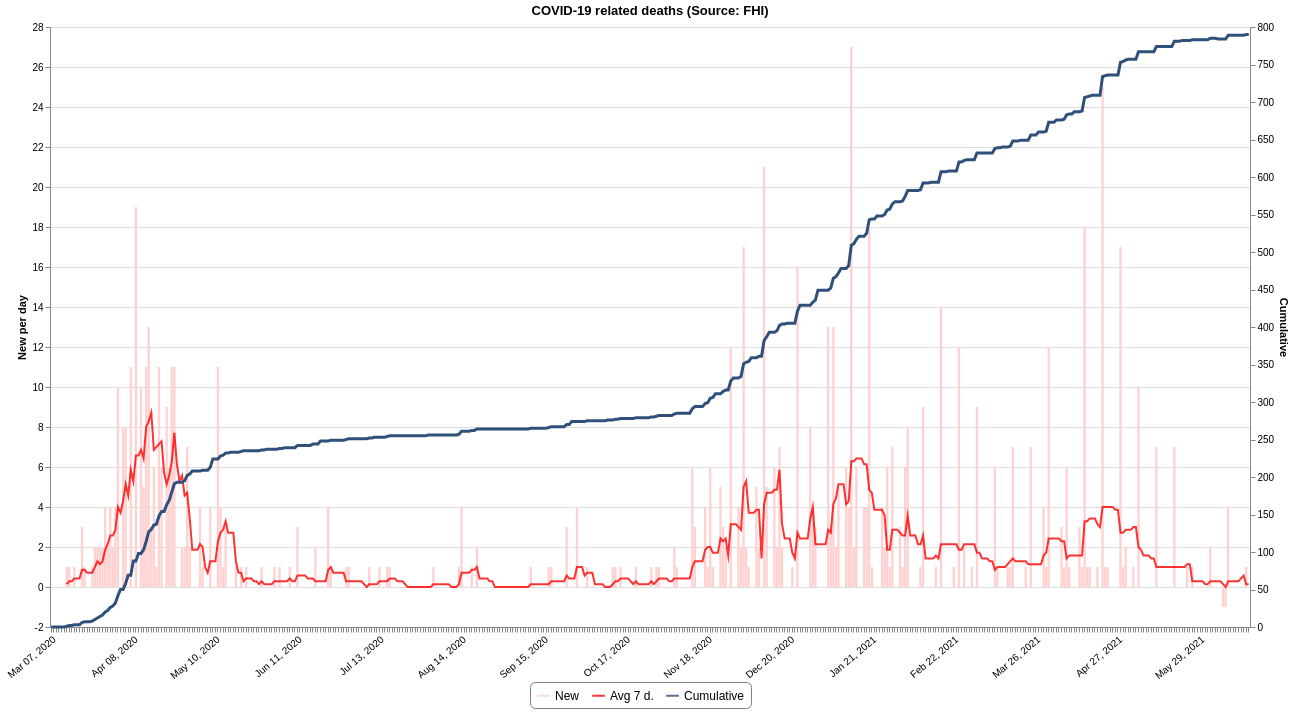 COVID-19 related deaths (Source: FHI)
28
26
24
22
20
18
16
14
12
10
8
6
4
2
0
-2
New per day
800
750
700
650
600
550
500
450
400
350
300
250
200
150
100
50
0
Cumulative
Mar 07, 2020
Apr 08, 2020
May 10, 2020
Jun 11, 2020
Jul 13, 2020
Aug 14, 2020
Sep 15, 2020
Oct 17, 2020
Nov 18, 2020
Dec 20, 2020
Jan 21, 2021
Feb 22, 2021
Mar 26, 2021
Apr 27, 2021
May 29, 2021
New Avg 7 d. Cumulative